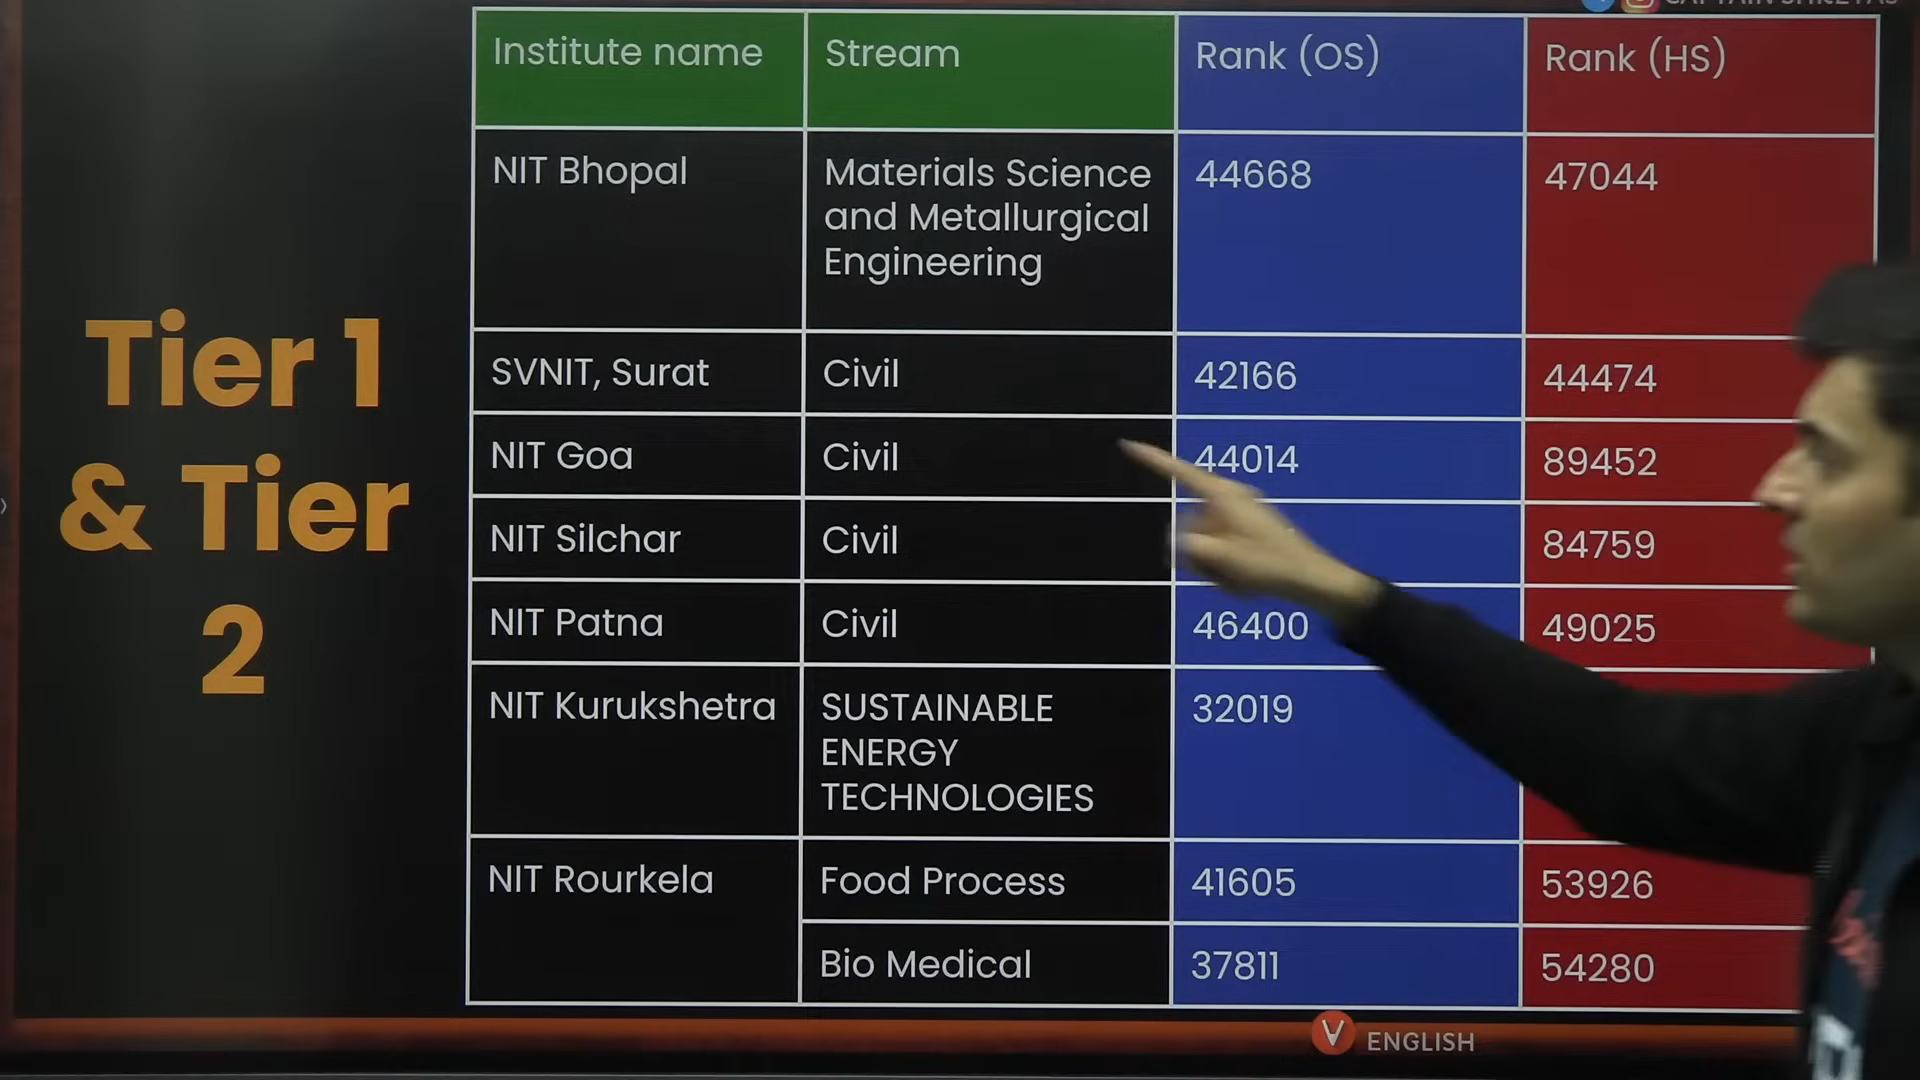 Institute name
Stream
Rank (OS)
Rank (HS)
NIT Bhopal
Materials Science
and Metallurgical
Engineering
44668
47044
SVNIT, Surat
Civil
42166
44474
NIT Goa
Civil
44014
89452
NIT Silchar
Civil
84759
NIT Patna
Civil
46400
49025
NIT Kurukshetra
SUSTAINABLE
ENERGY
TECHNOLOGIES
32019
NIT Rourkela
Food Process
41605
53926
Bio Medical
37811
54280
Tier 1
& Tier
2
V ENGLISH